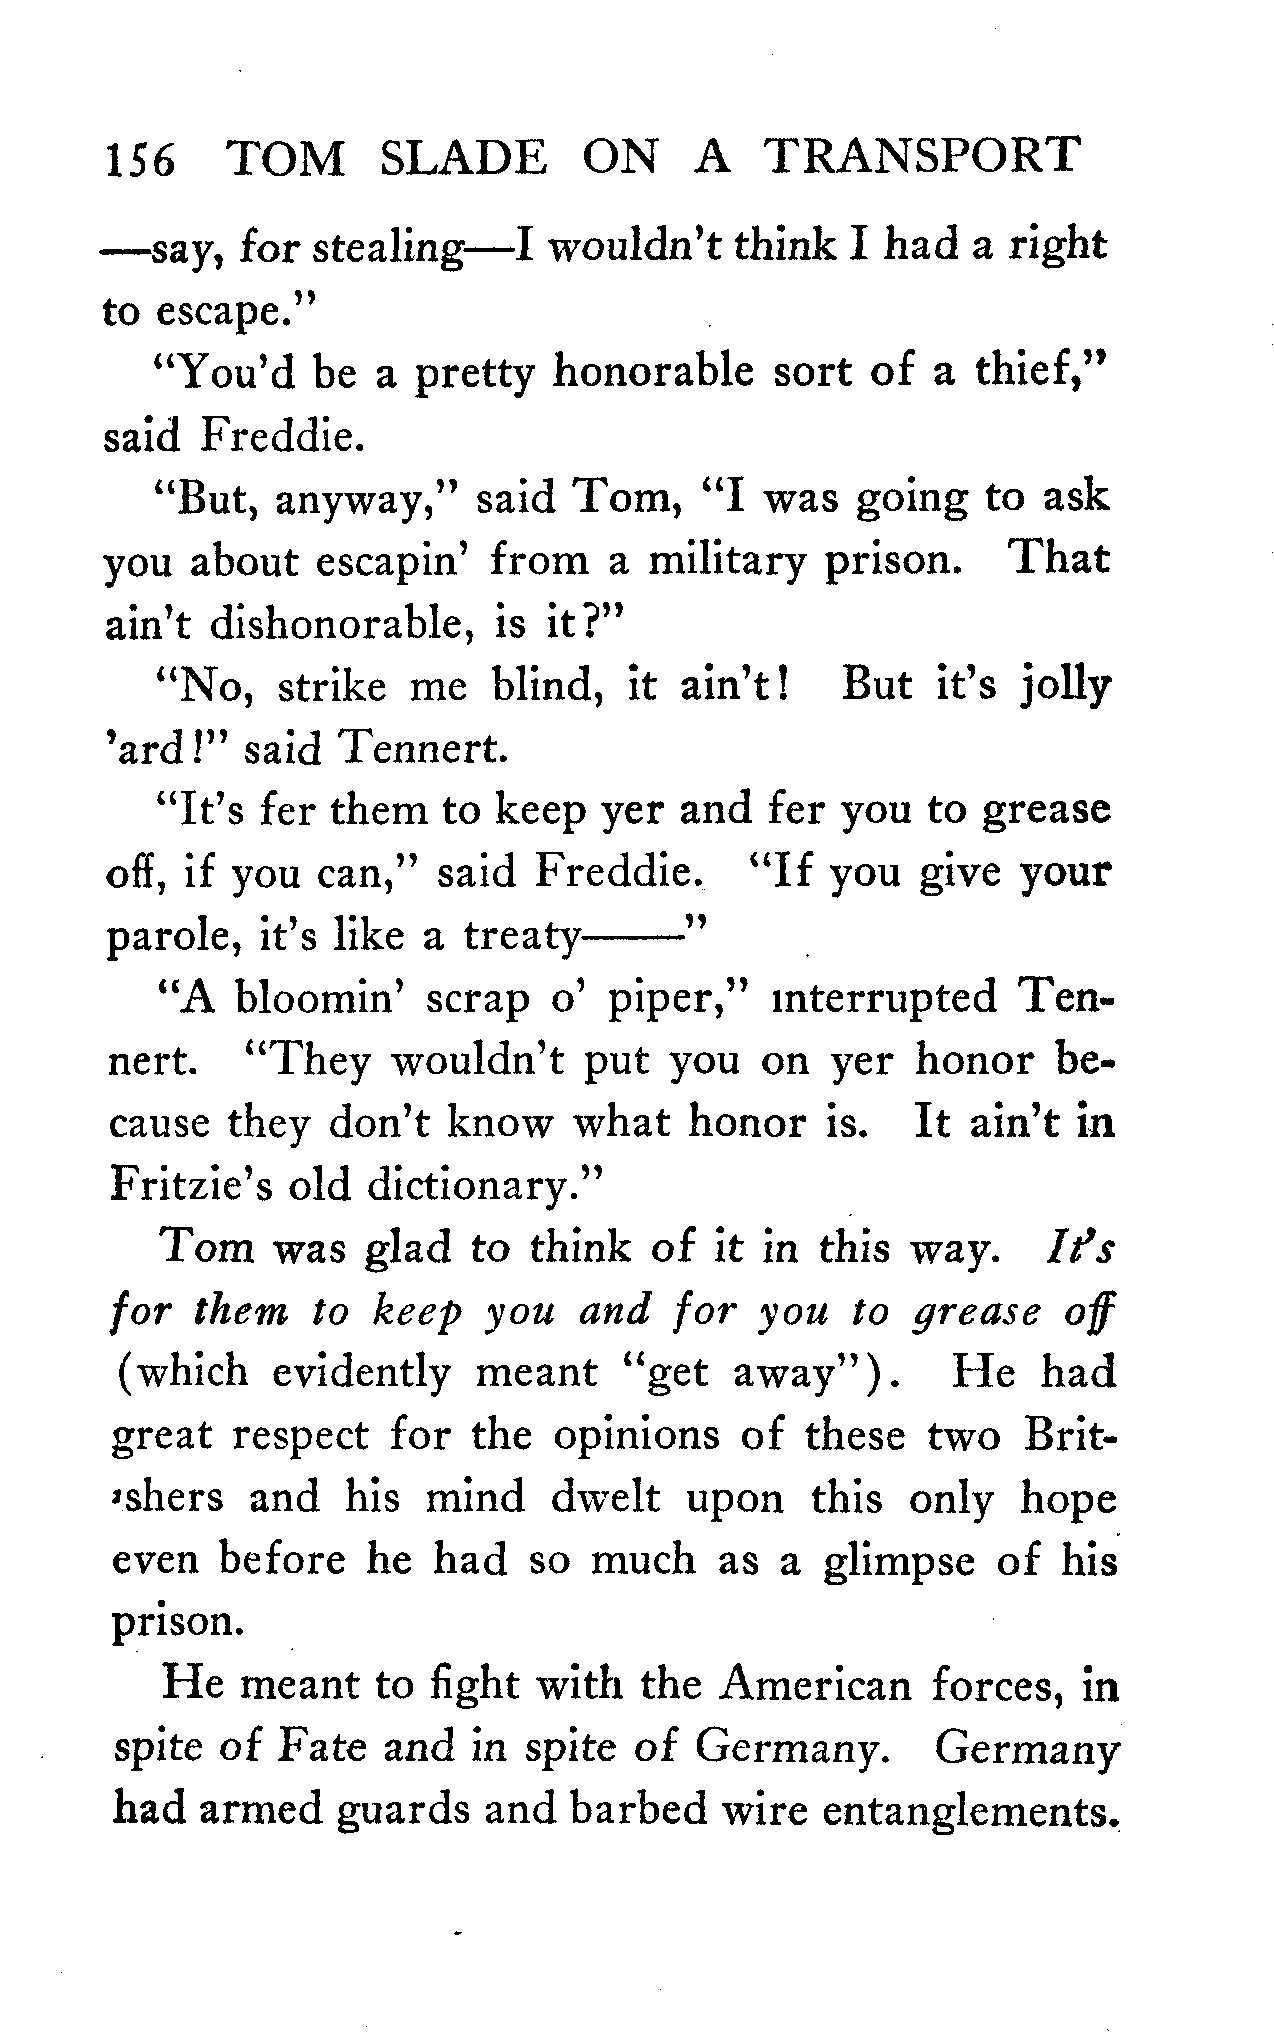 156 TOM SLADE ON A TRANSPORT
—say, for stealing—I wouldn't think I had a right
to escape."
"You'd be a pretty honorable sort of a thief,"
said Freddie.
"But, anyway," said Tom, "I was going to ask
you about escapin' from a military prison. That
ain't dishonorable, is it?"
"No, strike me blind, it ain't! But it's jolly
'ard!" said Tennert.
"It's fer them to keep yer and fer you to grease
off, if you can," said Freddie. "If you give your
parole, it's like a treaty——"
"A bloomin' scrap o' piper," interrupted Ten-
nert. "They wouldn't put you on yer honor be-
cause they don't know what honor is. It ain't in
Fritzie's old dictionary."
Tom was glad to think of it in this way. It's
for them to keep you and for you to grease off
(which evidently meant "get away"). He had
great respect for the opinions of these two Brit-
ishers and his mind dwelt upon this only hope
even before he had so much as a glimpse of his
prison.
He meant to fight with the American forces, in
spite of Fate and in spite of Germany. Germany
had armed guards and barbed wire entanglements.